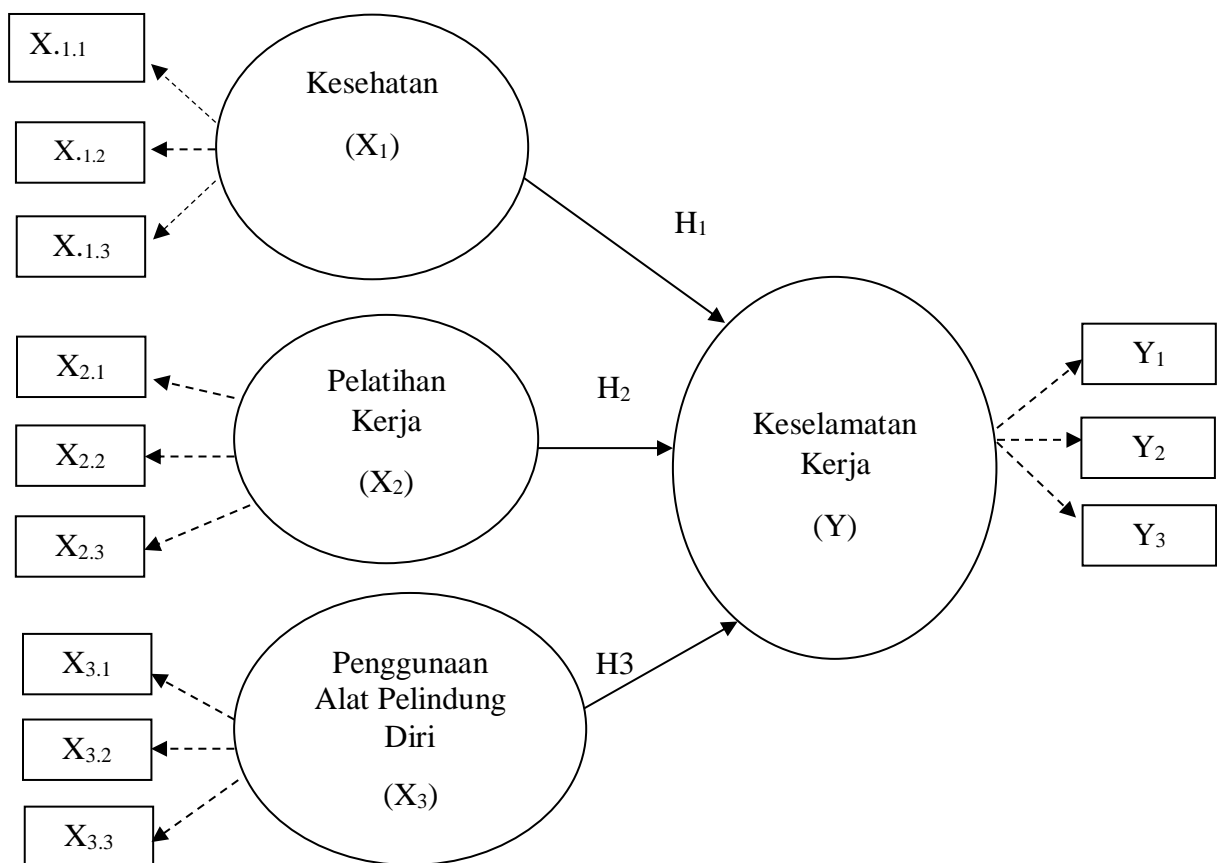 X.₁.₁
X.₁.₂
X.₁.₃
Kesehatan
(X₁)
H₁
X₂.₁
X₂.₂
X₂.₃
Pelatihan
Kerja
(X₂)
H₂
X₃.₁
X₃.₂
X₃.₃
Penggunaan
Alat Pelindung
Diri
(X₃)
H3
Keselamatan
Kerja
(Y)
Y₁
Y₂
Y₃